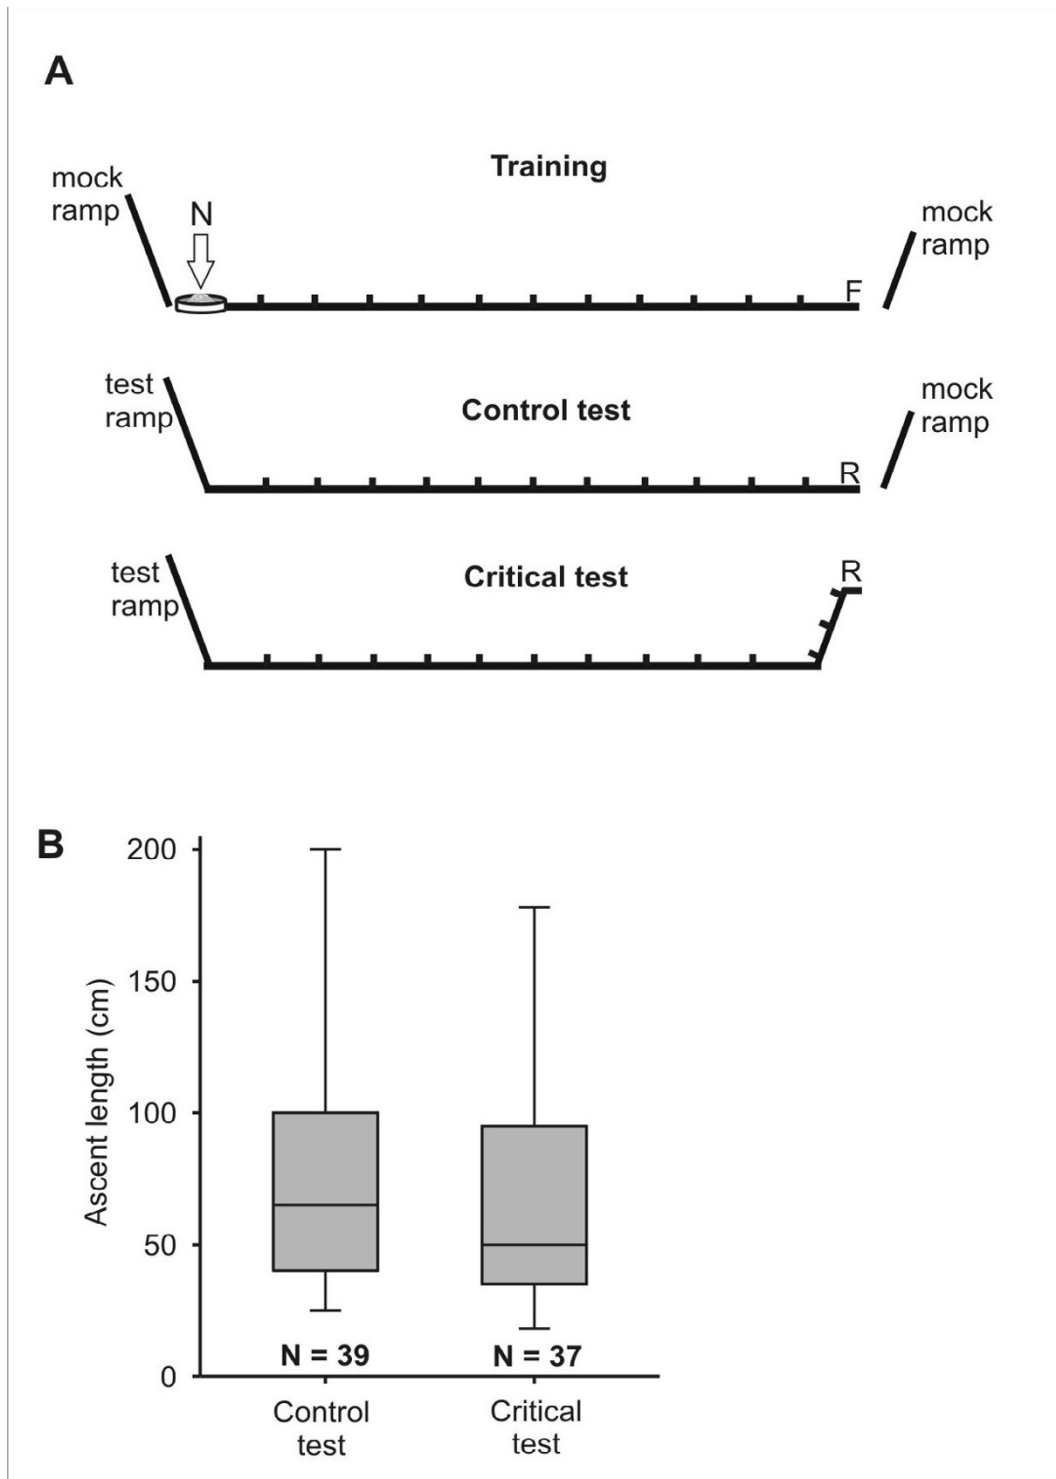 A
Training
mock
ramp
N
mock
ramp
F
test
ramp
Control test
mock
ramp
R
test
ramp
Critical test
R
B
200
150
100
50
0
Ascent length (cm)
N = 39
N = 37
Control
test
Critical
test